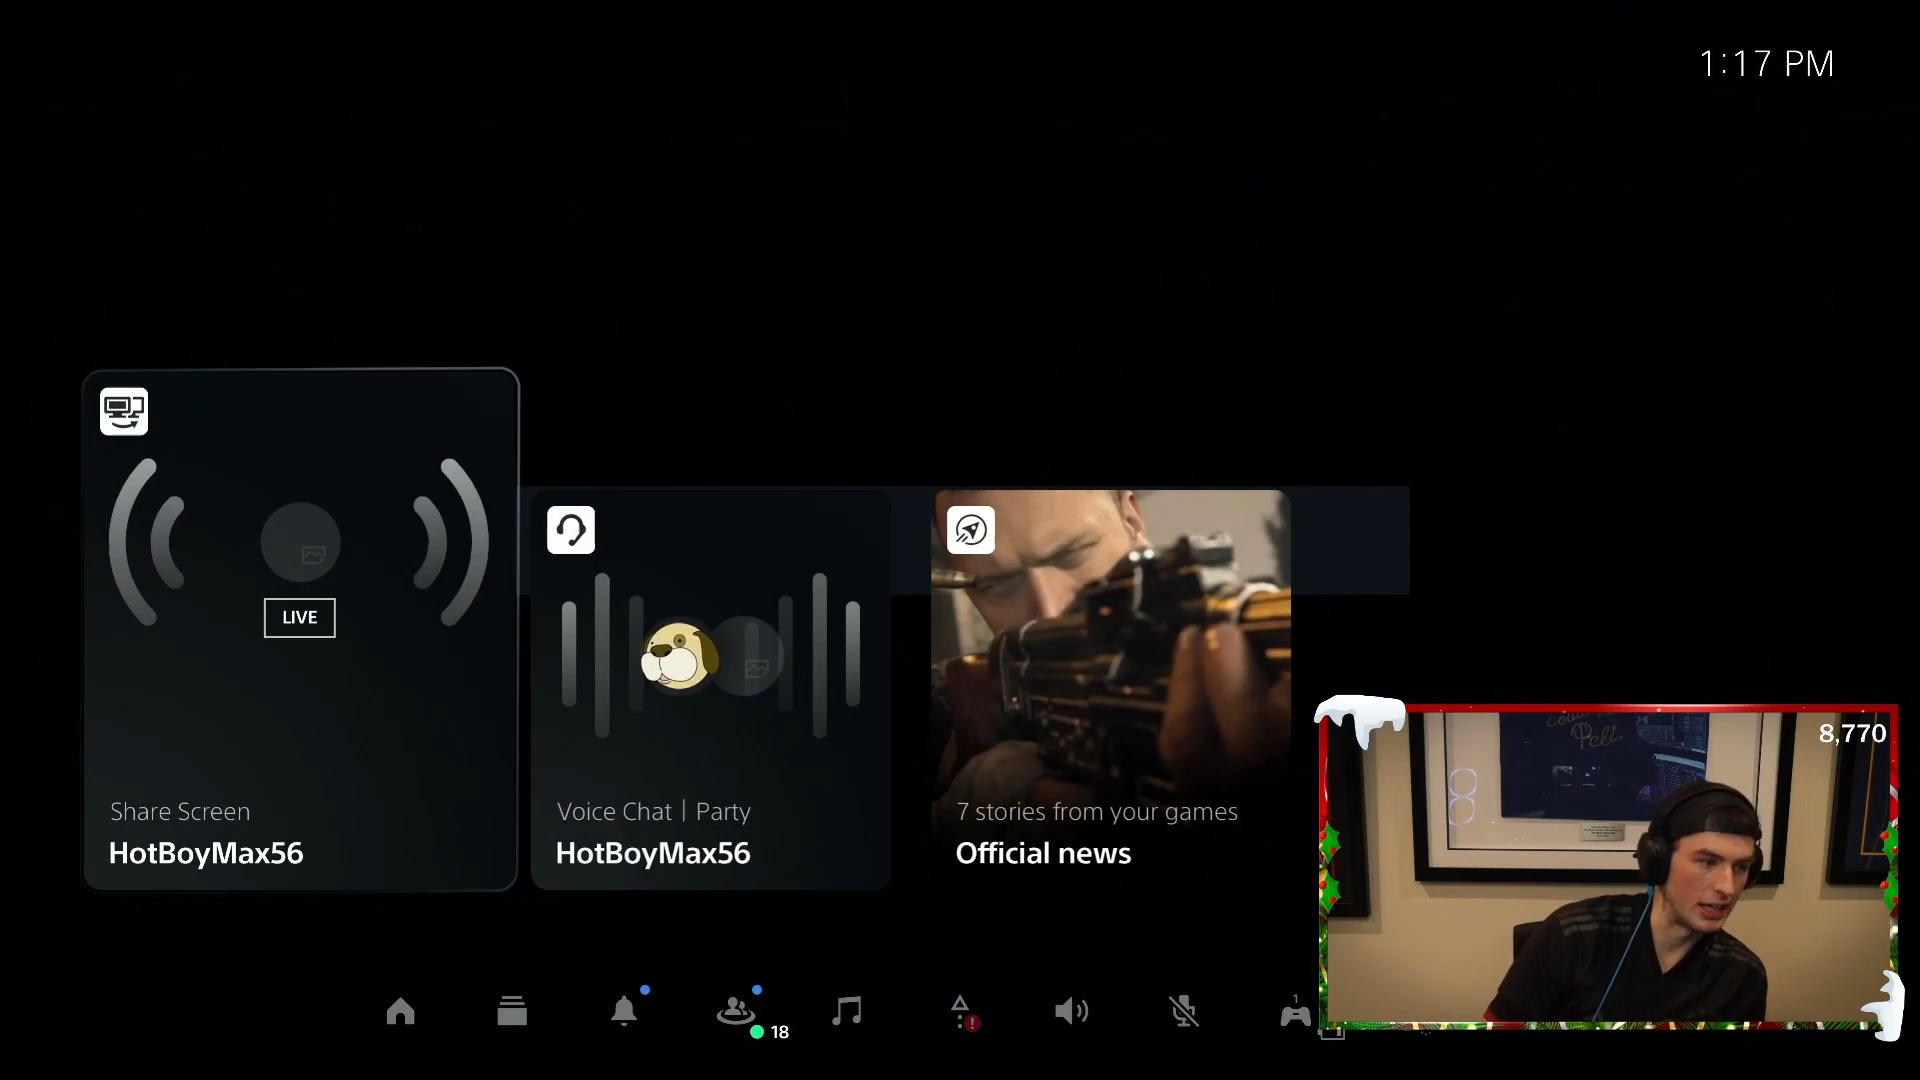 1:17 PM
LIVE
Share Screen
HotBoyMax56
Voice Chat | Party
HotBoyMax56
7 stories from your games
Official news
8,770
18
1